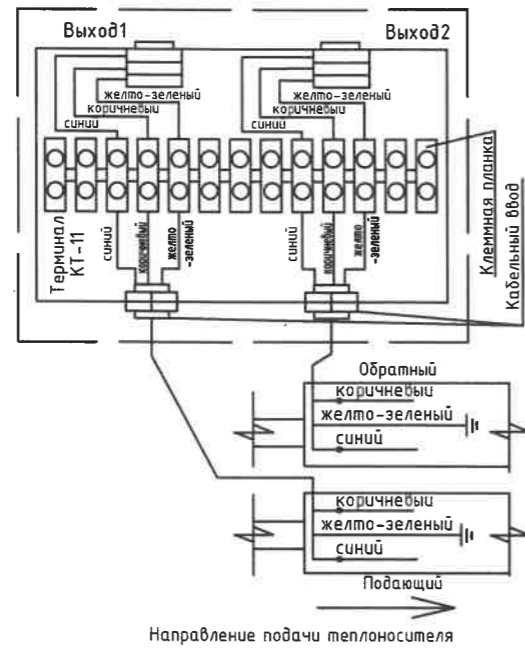 Выход1
Выход2
желто-зеленый
коричневый
синий
желто-зеленый
коричневый
синий
Терминал
КТ-11
синий
коричневый
желто
-зеленый
синий
коричневый
желто
-зеленый
Клеммная планка
Кабельный ввод
Обратный
коричневый
желто-зеленый
синий
коричневый
желто-зеленый
синий
Подающий
Направление подачи теплоносителя